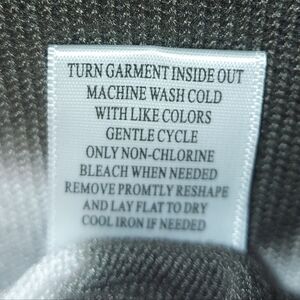 TURN GARMENT INSIDE OUT
MACHINE WASH COLD
WITH LIKE COLORS
GENTLE CYCLE
ONLY NON-CHLORINE
BLEACH WHEN NEEDED
REMOVE PROMTLY RESHAPE
AND LAY FLAT TO DRY
COOL IRON IF NEEDED